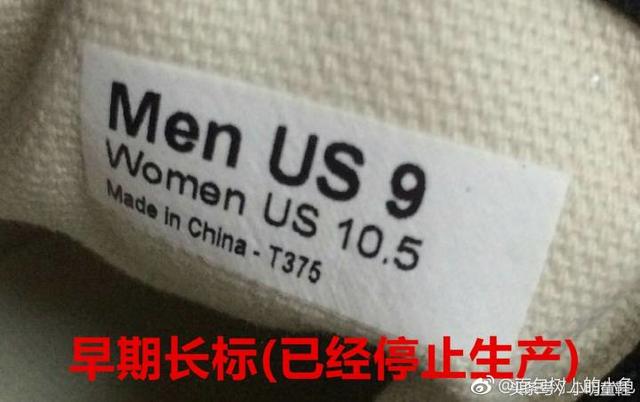 Men US 9
Women US 10.5
Made in China - T375
早期长标(已经停止生产)